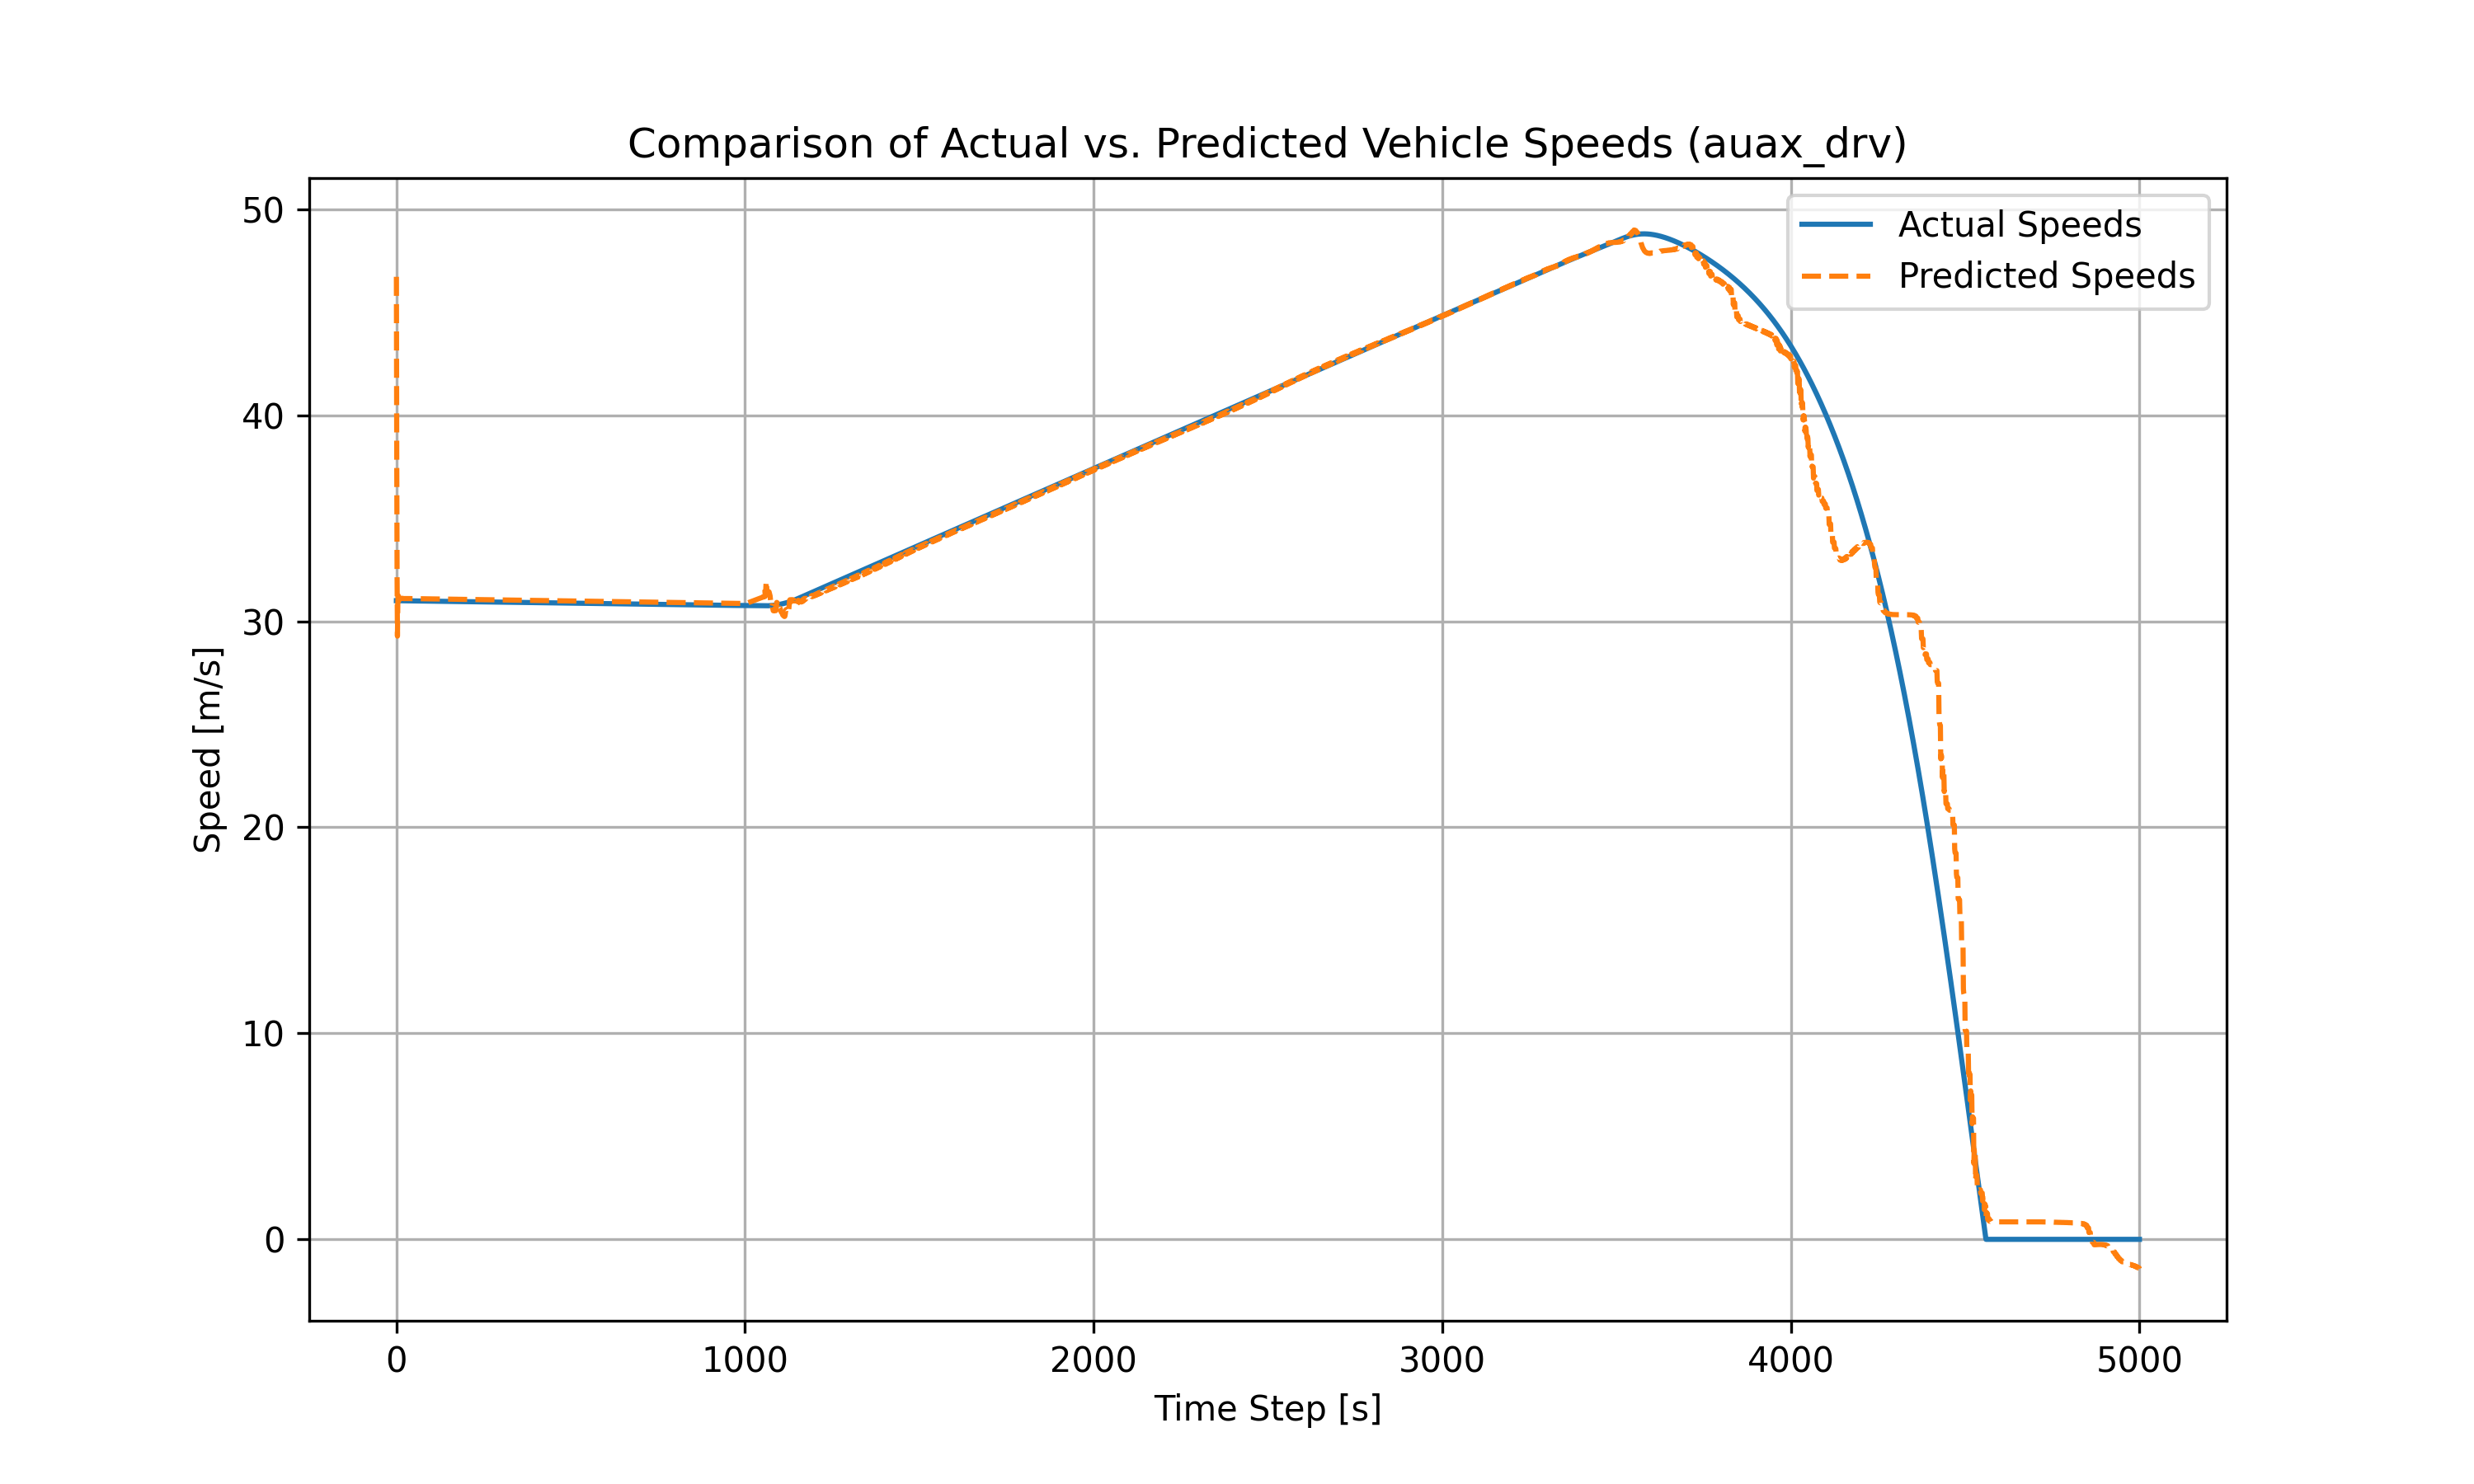 Comparison of Actual vs. Predicted Vehicle Speeds (auax_drv)
Actual Speeds
Predicted Speeds
Speed [m/s]
50
40
30
20
10
0
0 1000 2000 3000 4000 5000
Time Step [s]